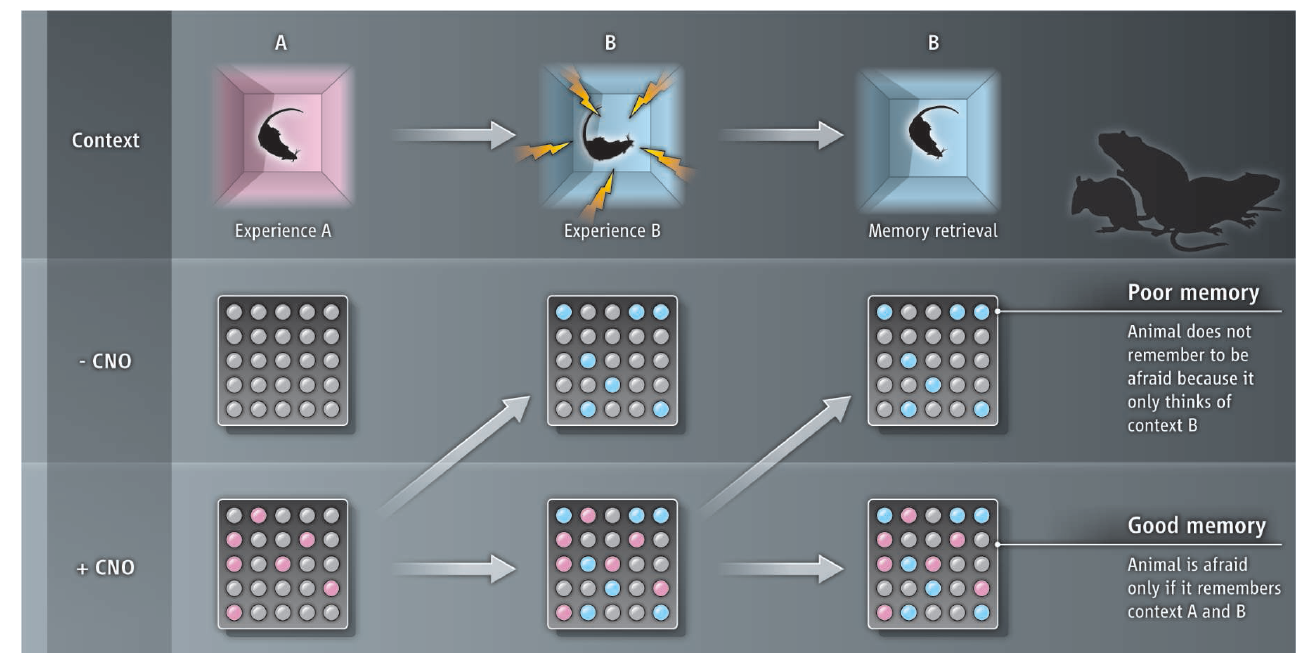 A
B
B
Context
Experience A
Experience B
Memory retrieval
- CNO
Poor memory
Animal does not
remember to be
afraid because it
only thinks of
context B
+ CNO
Good memory
Animal is afraid
only if it remembers
context A and B